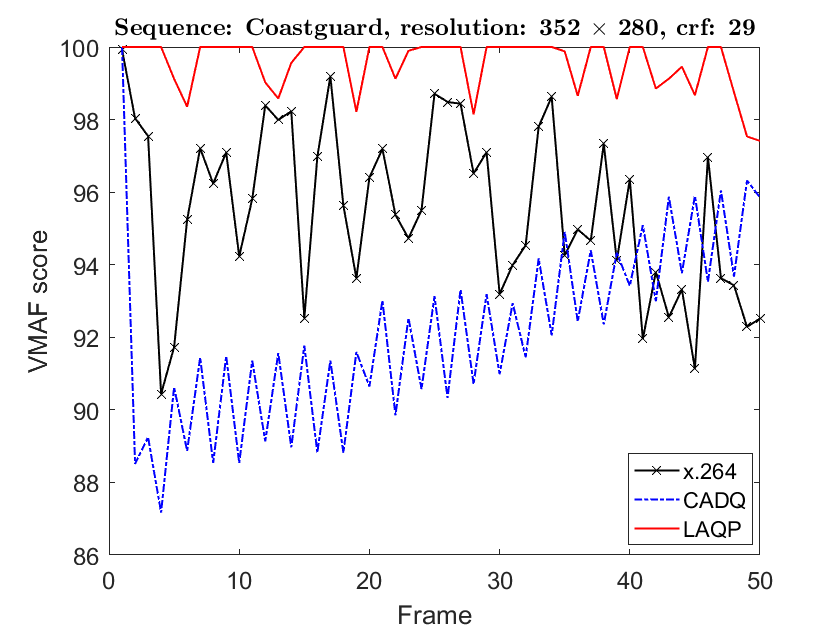 Sequence: Coastguard, resolution: 352 × 280, crf: 29
100
98
96
94
92
90
88
86
VMAF score
x.264
CADQ
LAQP
0 10 20 30 40 50
Frame